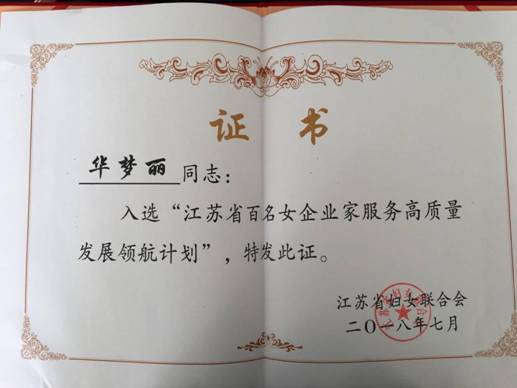 证书
华梦丽同志：
入选“江苏省百名女企业家服务高质量
发展领航计划”，特发此证。
江苏省妇女联合会
二〇一八年七月